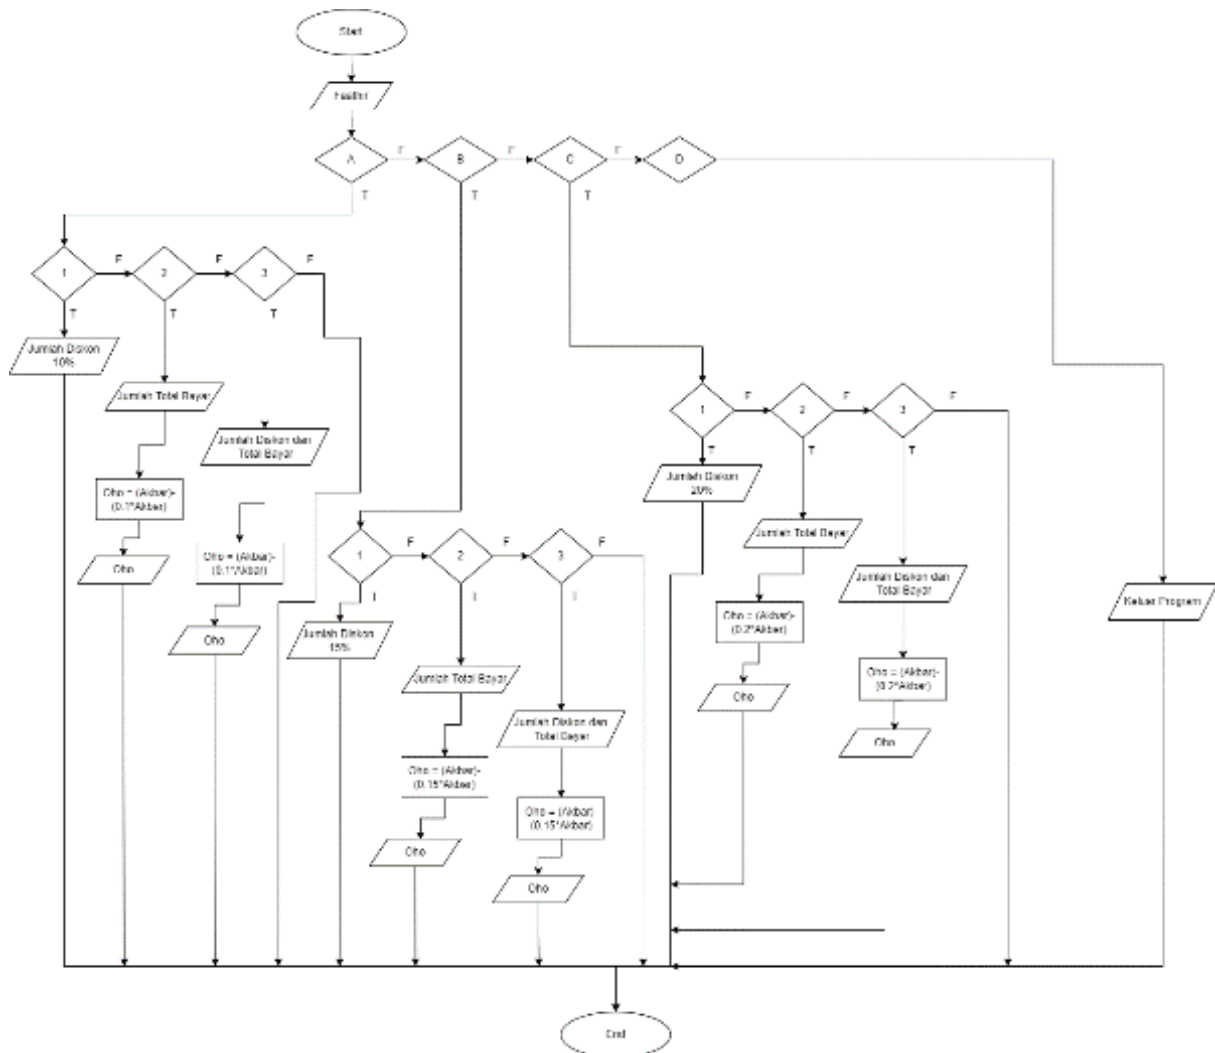 Start
A
F
B
F
C
F
D
T
T
T
1
F
2
F
3
F
T
T
T
Jumlah Diskon
10%
Jumlah Total Bayar
Jumlah Diskon dan
Total Bayar
Oho = (Akbar)-
(0.1*Akbar)
Oho
Oho = (Akbar)-
(0.1*Akbar)
Oho
1
F
2
F
3
F
T
T
T
Jumlah Diskon
15%
Jumlah Total Bayar
Jumlah Diskon dan
Total Bayar
Oho = (Akbar)-
(0.15*Akbar)
Oho
Oho = (Akbar)-
(0.15*Akbar)
Oho
1
F
2
F
3
F
T
T
T
Jumlah Diskon
20%
Jumlah Total Bayar
Jumlah Diskon dan
Total Bayar
Oho = (Akbar)-
(0.2*Akbar)
Oho
Oho = (Akbar)-
(0.2*Akbar)
Oho
Keluar Program
End